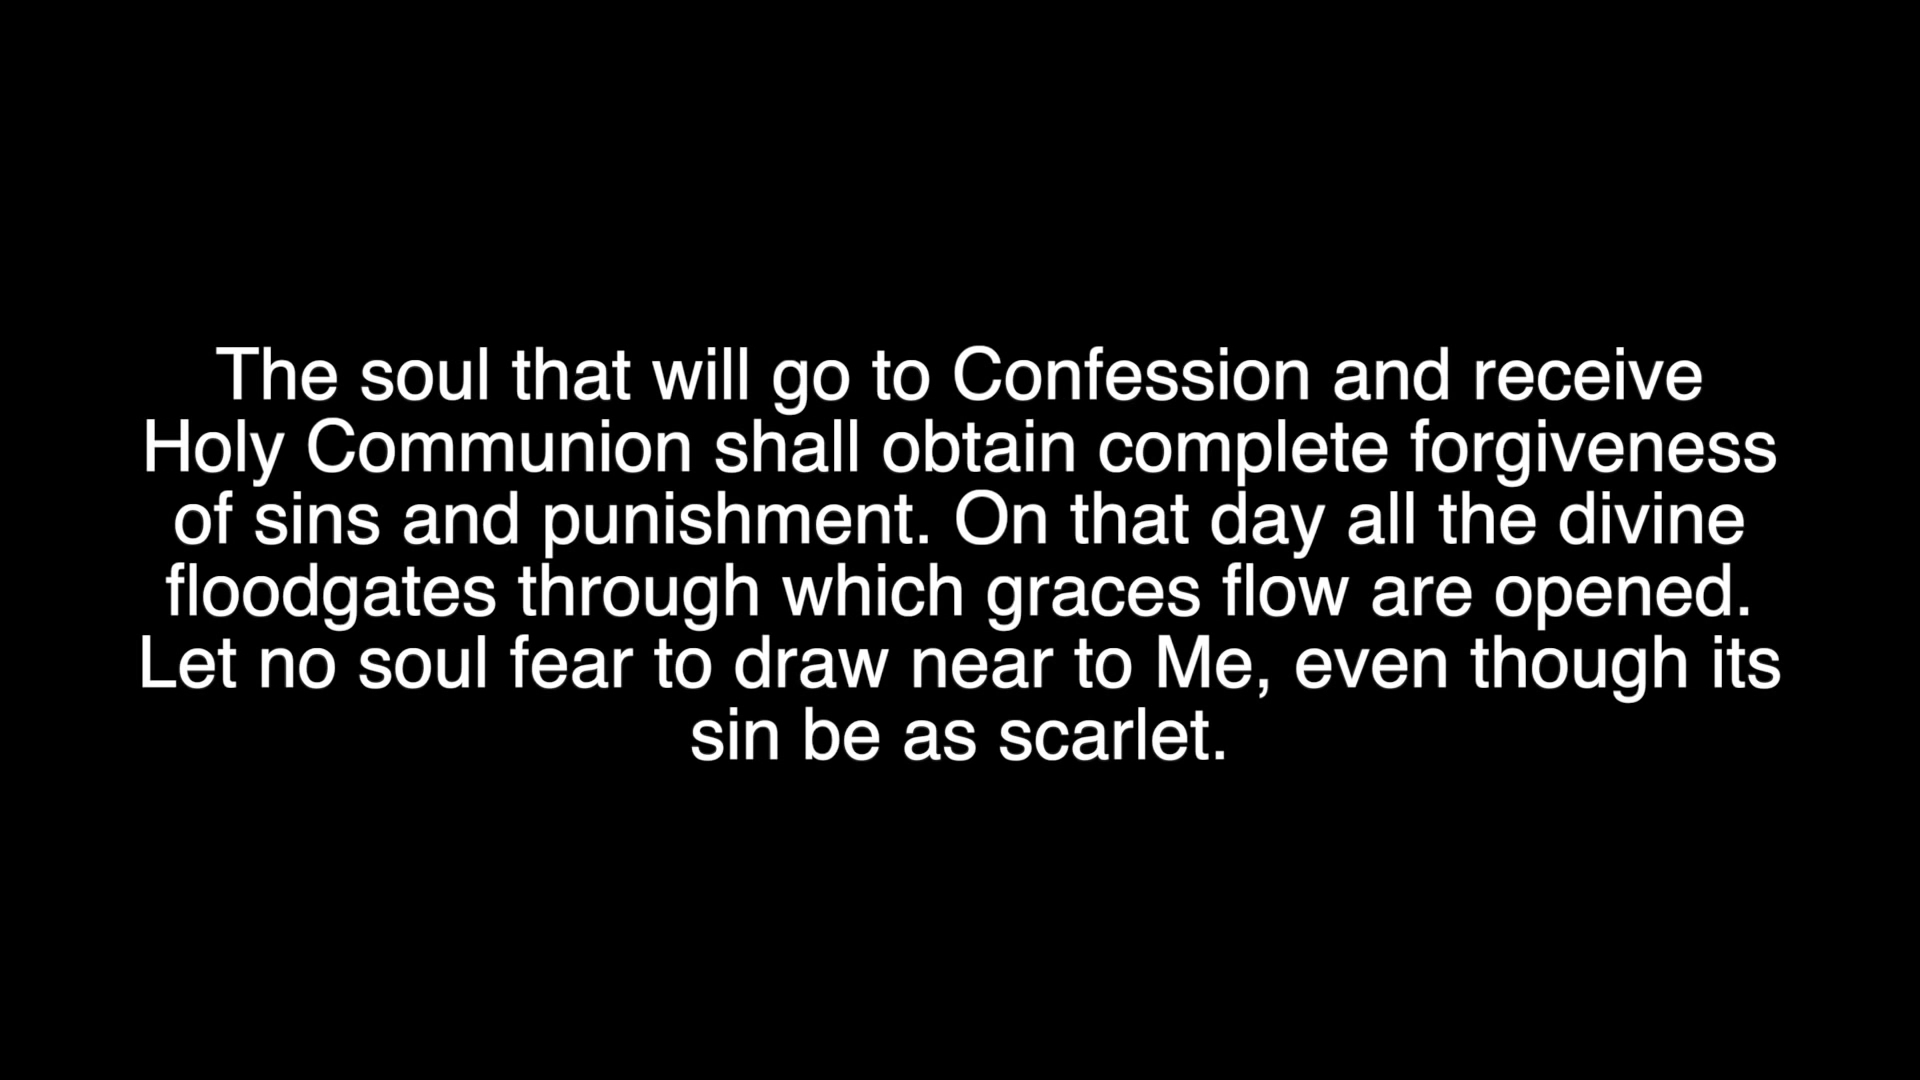 The soul that will go to Confession and receive
Holy Communion shall obtain complete forgiveness
of sins and punishment. On that day all the divine
floodgates through which graces flow are opened.
Let no soul fear to draw near to Me, even though its
sin be as scarlet.